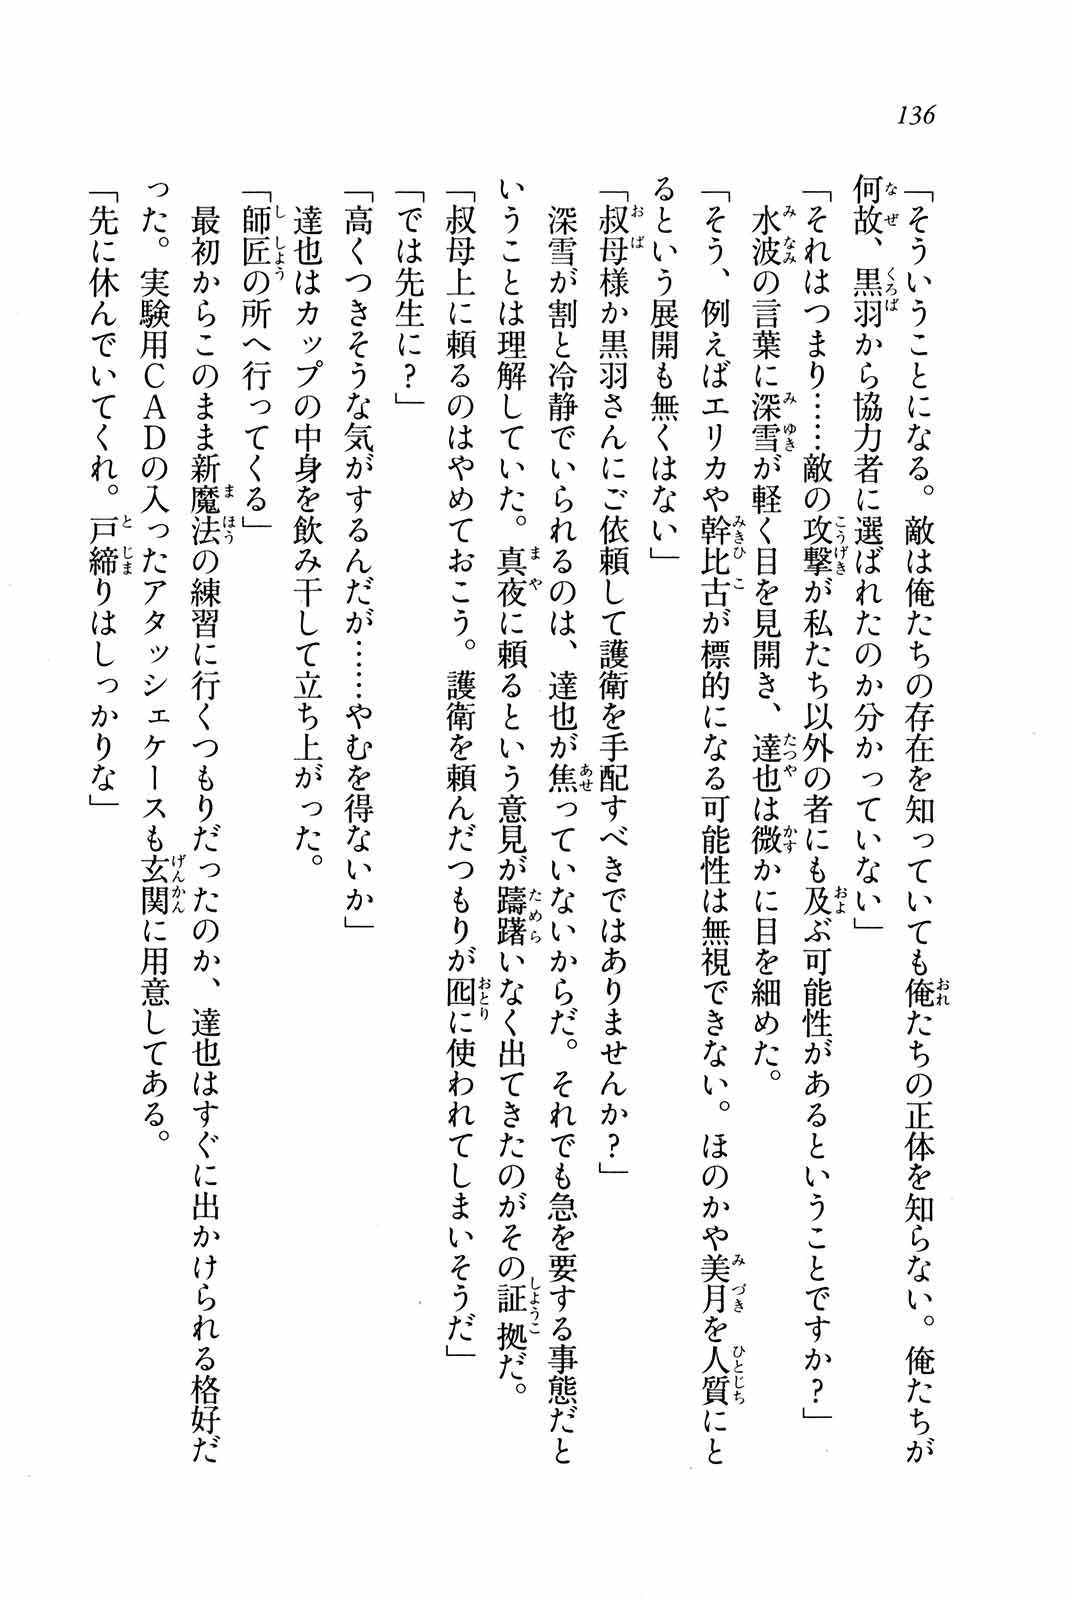 136
「そういうことになる。敵は俺たちの存在を知っていても俺たちの正体を知らない。俺たちが
何故、黒羽から協力者に選ばれたのか分かっていない」
「それはつまり……敵の攻撃が私たち以外の者にも及ぶ可能性があるということですか？」
水波の言葉に深雪が軽く目を見開き、達也は微かに目を細めた。
「そう、例えばエリカや幹比古が標的になる可能性は無視できない。ほのかや美月を人質にと
るという展開も無くはない」
「叔母様か黒羽さんにご依頼して護衛を手配すべきではありませんか？」
深雪が割と冷静でいられるのは、達也が焦っていないからだ。それでも急を要する事態だと
いうことは理解していた。真夜に頼るという意見が躊躇いなく出てきたのがその証拠だ。
「叔母上に頼るのはやめておこう。護衛を頼んだつもりが囮に使われてしまいそうだ」
「では先生に？」
「高くつきそうな気がするんだが……やむを得ないか」
達也はカップの中身を飲み干して立ち上がった。
「師匠の所へ行ってくる」
最初からこのまま新魔法の練習に行くつもりだったのか、達也はすぐに出かけられる格好だ
った。実験用ＣＡＤの入ったアタッシェケースも玄関に用意してある。
「先に休んでいてくれ。戸締りはしっかりな」